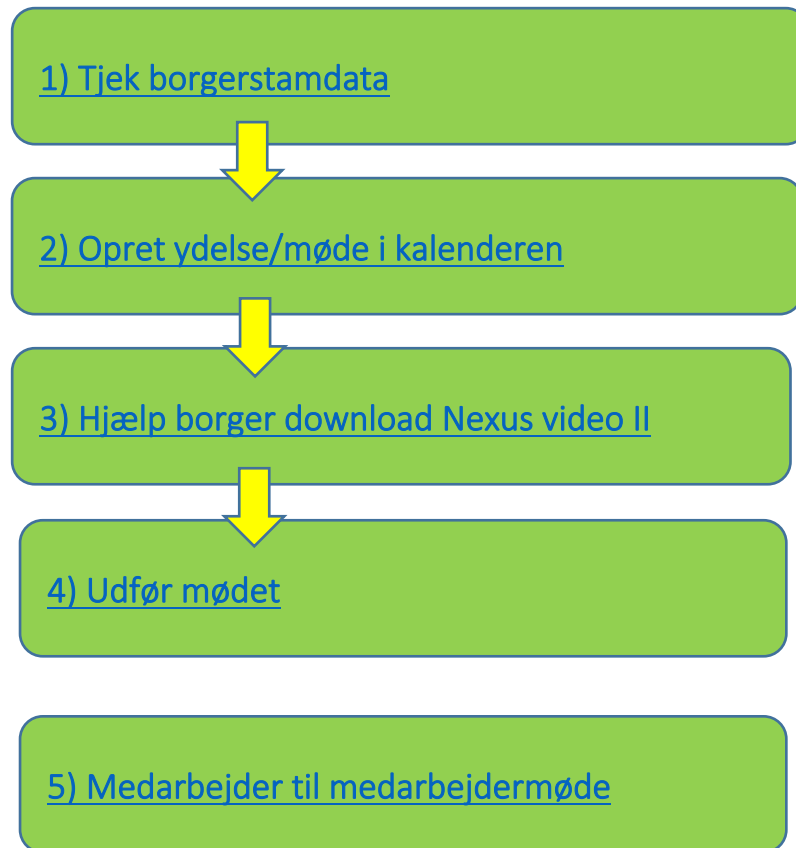 1) Tjek borgerstamdata
2) Opret ydelse/møde i kalenderen
3) Hjælp borger download Nexus video II
4) Udfør mødet
5) Medarbejder til medarbejdermøde